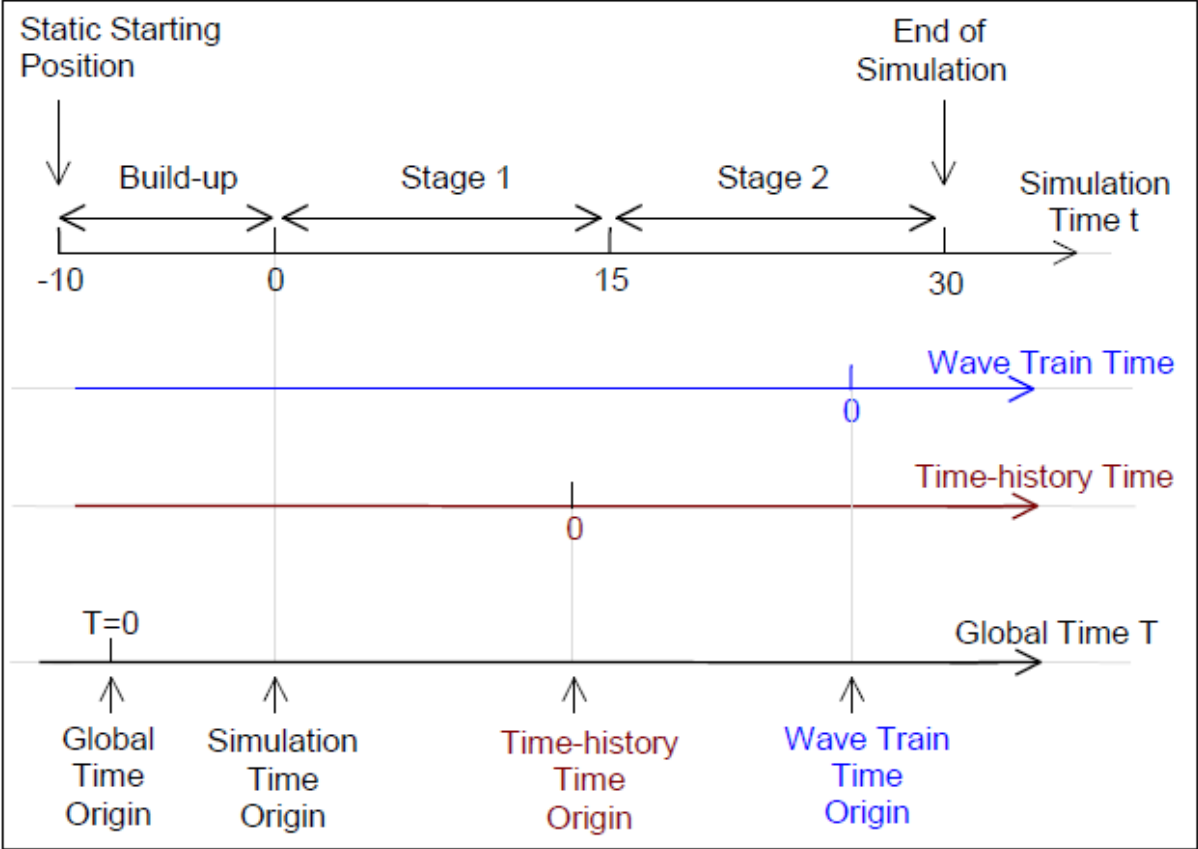 Static Starting
Position
End of
Simulation
Build-up
Stage 1
Stage 2
Simulation
Time t
-10
0
15
30
Wave Train Time
0
Time-history Time
0
T=0
Global Time T
Global
Time
Origin
Simulation
Time
Origin
Time-history
Time
Origin
Wave Train
Time
Origin